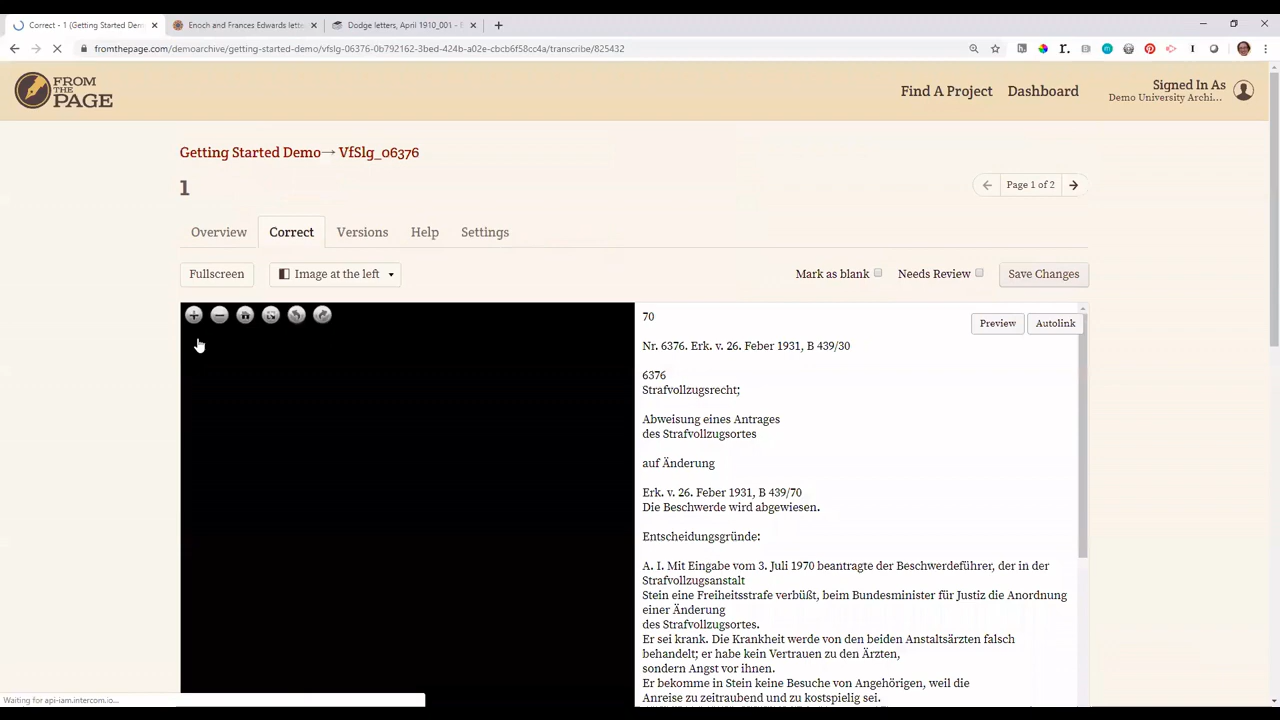 Correct - 1 (Getting Started Dem
Enoch and Frances Edwards lette
Dodge letters, April 1910_001 -
fromthepage.com/demoarchive/getting-started-demo/vfslg-06376-0b792162-3bed-424b-a02e-cbcb6f58cc4a/transcribe/825432
FROM THE PAGE
Find A Project
Dashboard
Signed In As
Demo University Archi...
Getting Started Demo→ VfSlg_06376
1
Page 1 of 2
Overview
Correct
Versions
Help
Settings
Fullscreen
Image at the left
Mark as blank
Needs Review
Save Changes
Preview
Autolink
70
Nr. 6376. Erk. v. 26. Feber 1931, B 439/30
6376
Strafvollzugsrecht;
Abweisung eines Antrages
des Strafvollzugsortes
auf Änderung
Erk. v. 26. Feber 1931, B 439/70
Die Beschwerde wird abgewiesen.
Entscheidungsgründe:
A. I. Mit Eingabe vom 3. Juli 1970 beantragte der Beschwerdeführer, der in der
Strafvollzugsanstalt
Stein eine Freiheitsstrafe verbüßt, beim Bundesminister für Justiz die Anordnung
einer Änderung
des Strafvollzugsortes.
Er sei krank. Die Krankheit werde von den beiden Anstaltsärzten falsch
behandelt; er habe kein Vertrauen zu den Ärzten,
sondern Angst vor ihnen.
Er bekomme in Stein keine Besuche von Angehörigen, weil die
Anreise zu zeitraubend und zu kostspielig sei.
Waiting for api-iam.intercom.io...